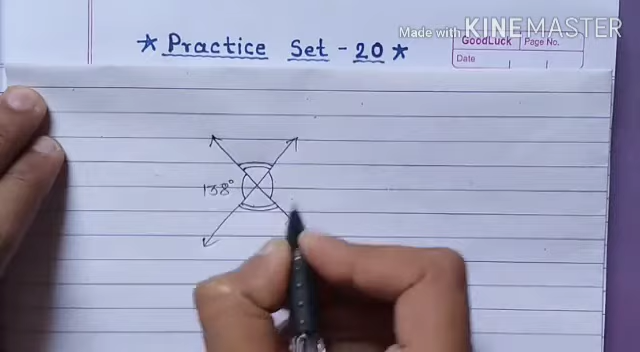 Made with KINEMASTER
* Practice Set - 20 *
GoodLuck Page No.
Date
138°